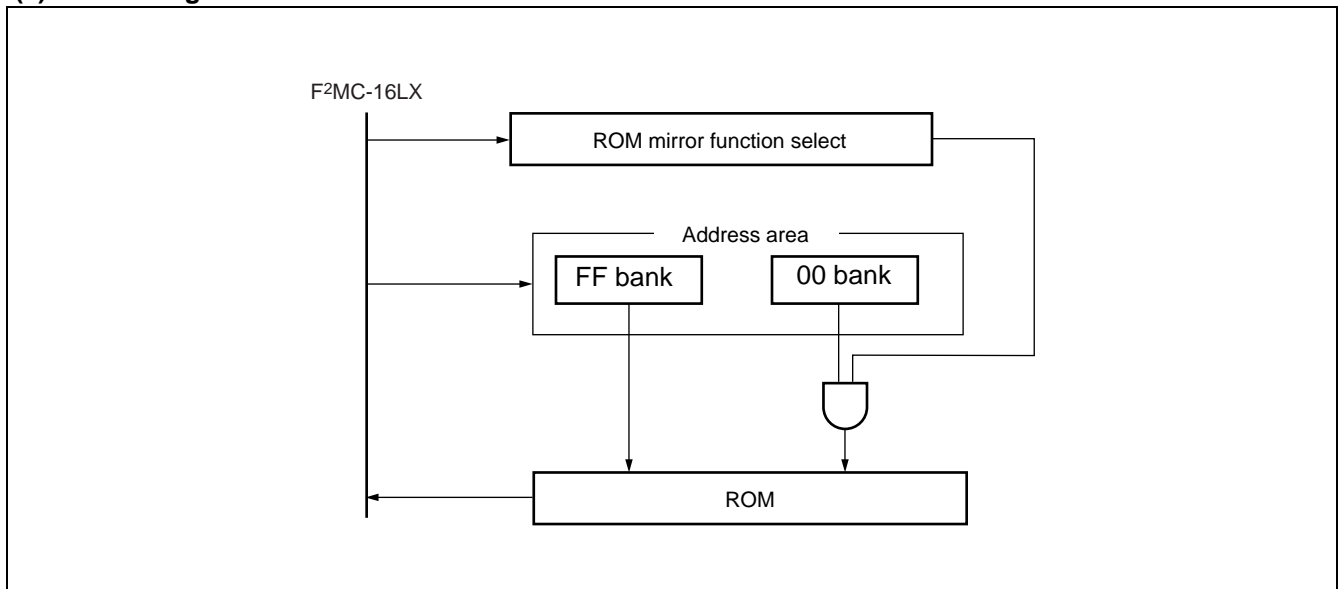 F²MC-16LX
ROM mirror function select
Address area
FF bank
00 bank
ROM